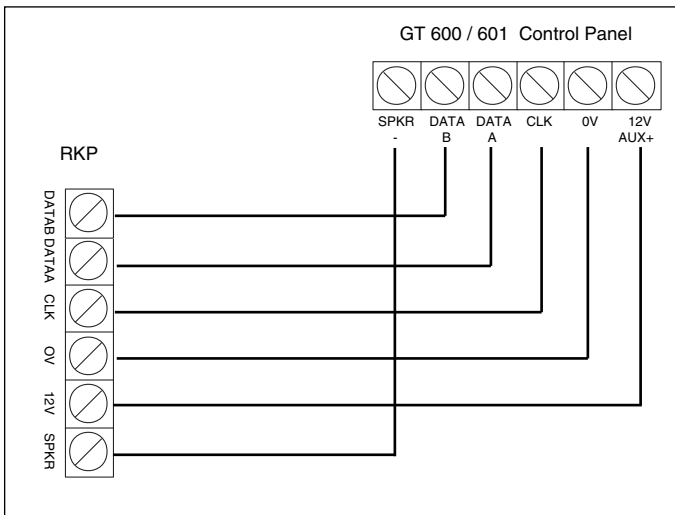 GT 600 / 601 Control Panel
SPKR DATA DATA CLK 0V 12V
- B A AUX+
RKP
DATAB
DATAA
CLK
OV
12V
SPKR